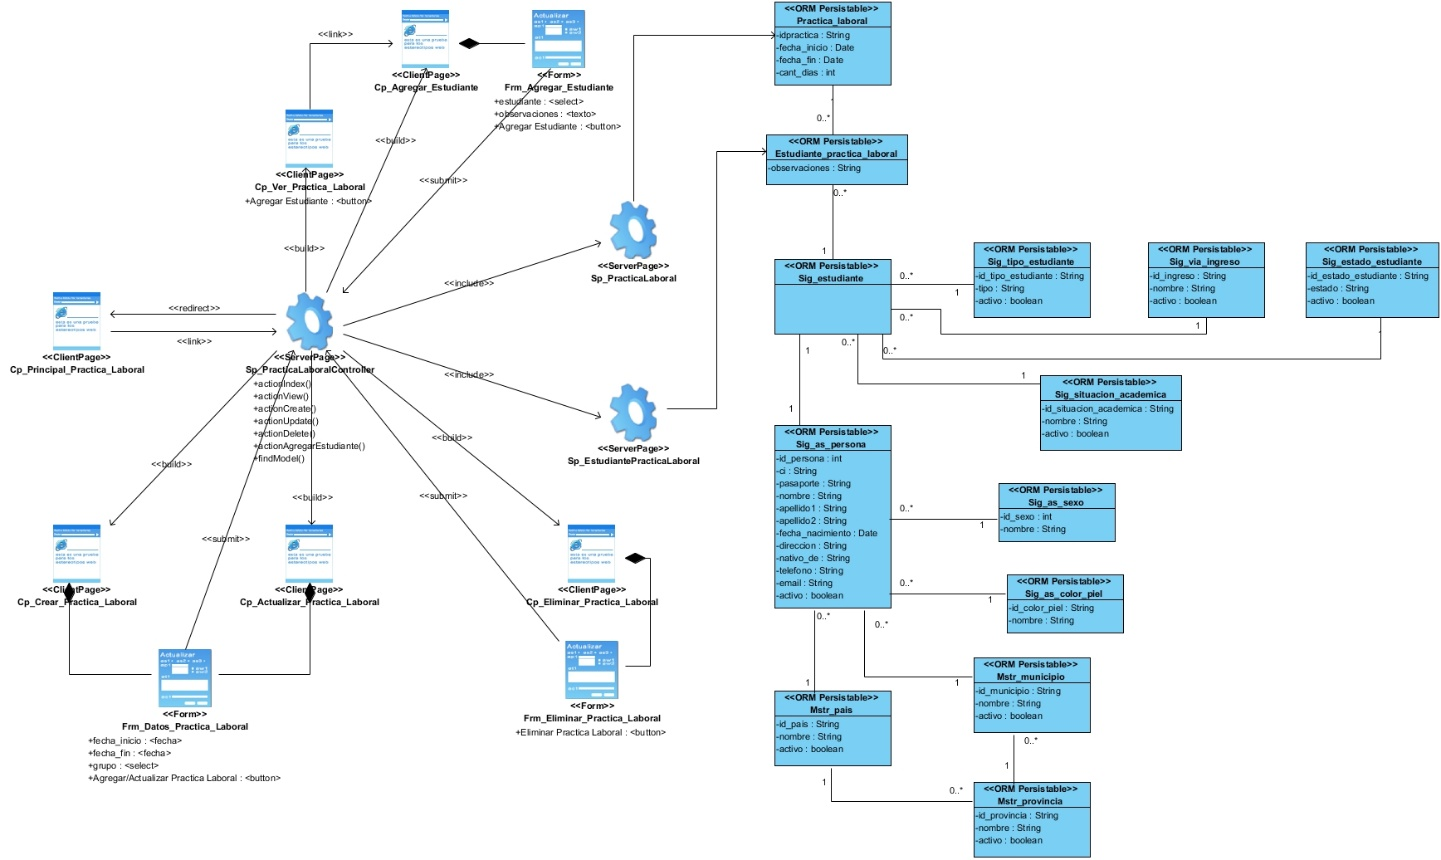 <<link>>
<<ClientPage>>
Cp_Agregar_Estudiante
Actualizar
<<Form>>
Frm_Agregar_Estudiante
+estudiante : <select>
+observaciones : <texto>
+Agregar Estudiante : <button>
<<build>>
<<submit>>
<<ClientPage>>
Cp_Ver_Practica_Laboral
+Agregar Estudiante : <button>
<<build>>
<<ServerPage>>
Sp_PracticaLaboral
<<include>>
<<redirect>>
<<link>>
<<ClientPage>>
Cp_Principal_Practica_Laboral
<<ServerPage>>
Sp_PracticaLaboralController
+actionIndex()
+actionView()
+actionCreate()
+actionUpdate()
+actionDelete()
+actionAgregarEstudiante()
+findModel()
<<include>>
<<ServerPage>>
Sp_EstudiantePracticaLaboral
<<build>>
<<build>>
<<build>>
<<submit>>
<<submit>>
<<ClientPage>>
Cp_Crear_Practica_Laboral
<<ClientPage>>
Cp_Actualizar_Practica_Laboral
<<ClientPage>>
Cp_Eliminar_Practica_Laboral
Actualizar
<<Form>>
Frm_Datos_Practica_Laboral
+fecha_inicio : <fecha>
+fecha_fin : <fecha>
+grupo : <select>
+Agregar/Actualizar Practica Laboral : <button>
Actualizar
<<Form>>
Frm_Eliminar_Practica_Laboral
+Eliminar Practica Laboral : <button>
<<ORM Persistable>>
Practica_laboral
-idpractica : String
-fecha_inicio : Date
-fecha_fin : Date
-cant_dias : int
0..*
<<ORM Persistable>>
Estudiante_practica_laboral
-observaciones : String
0..*
1
<<ORM Persistable>>
Sig_estudiante
0..*
1
0..*
1
0..*
0..*
1
1
1
<<ORM Persistable>>
Sig_tipo_estudiante
-id_tipo_estudiante : String
-tipo : String
-activo : boolean
<<ORM Persistable>>
Sig_via_ingreso
-id_ingreso : String
-nombre : String
-activo : boolean
<<ORM Persistable>>
Sig_estado_estudiante
-id_estado_estudiante : String
-estado : String
-activo : boolean
<<ORM Persistable>>
Sig_situacion_academica
-id_situacion_academica : String
-nombre : String
-activo : boolean
<<ORM Persistable>>
Sig_as_persona
-id_persona : int
-ci : String
-pasaporte : String
-nombre : String
-apellido1 : String
-apellido2 : String
-fecha_nacimiento : Date
-direccion : String
-nativo_de : String
-telefono : String
-email : String
-activo : boolean
0..*
1
<<ORM Persistable>>
Sig_as_sexo
-id_sexo : int
-nombre : String
0..*
1
<<ORM Persistable>>
Sig_as_color_piel
-id_color_piel : String
-nombre : String
0..*
0..*
1
1
<<ORM Persistable>>
Mstr_municipio
-id_municipio : String
-nombre : String
-activo : boolean
<<ORM Persistable>>
Mstr_pais
-id_pais : String
-nombre : String
-activo : boolean
0..*
1
1
0..*
<<ORM Persistable>>
Mstr_provincia
-id_provincia : String
-nombre : String
-activo : boolean